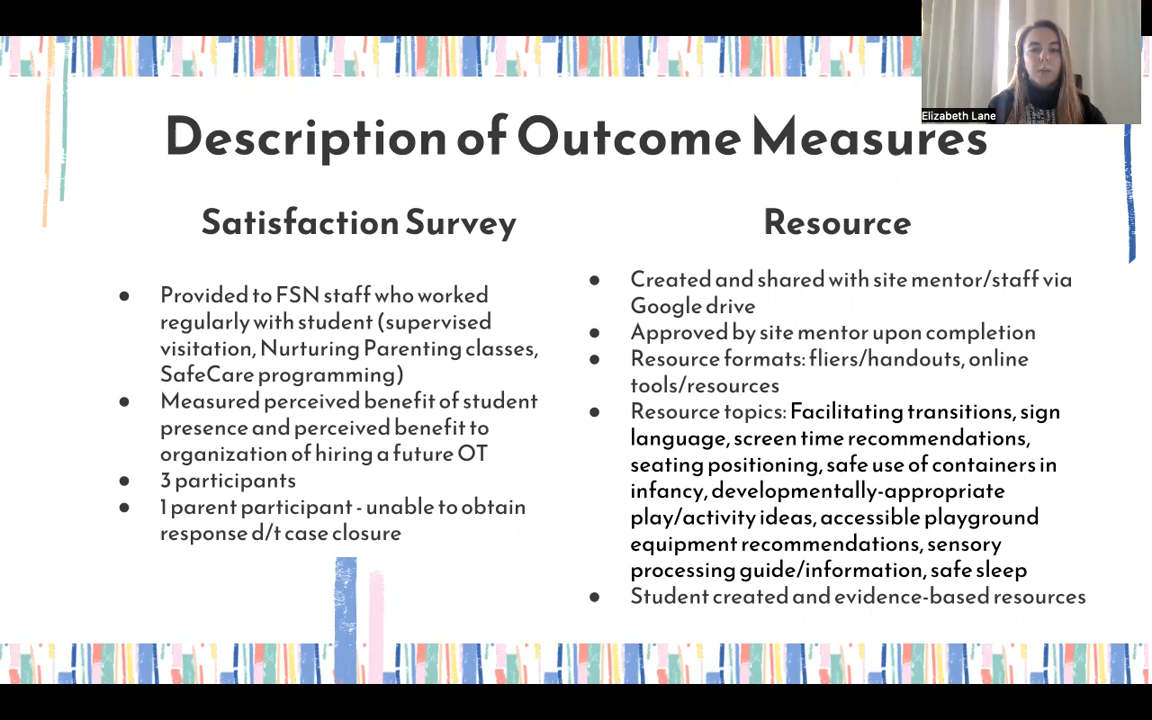 Elizabeth Lane
Description of Outcome Measures
Satisfaction Survey
● Provided to FSN staff who worked
regularly with student (supervised
visitation, Nurturing Parenting classes,
SafeCare programming)
● Measured perceived benefit of student
presence and perceived benefit to
organization of hiring a future OT
● 3 participants
● 1 parent participant - unable to obtain
response d/t case closure
Resource
● Created and shared with site mentor/staff via
Google drive
● Approved by site mentor upon completion
● Resource formats: fliers/handouts, online
tools/resources
● Resource topics: Facilitating transitions, sign
language, screen time recommendations,
seating positioning, safe use of containers in
infancy, developmentally-appropriate
play/activity ideas, accessible playground
equipment recommendations, sensory
processing guide/information, safe sleep
● Student created and evidence-based resources